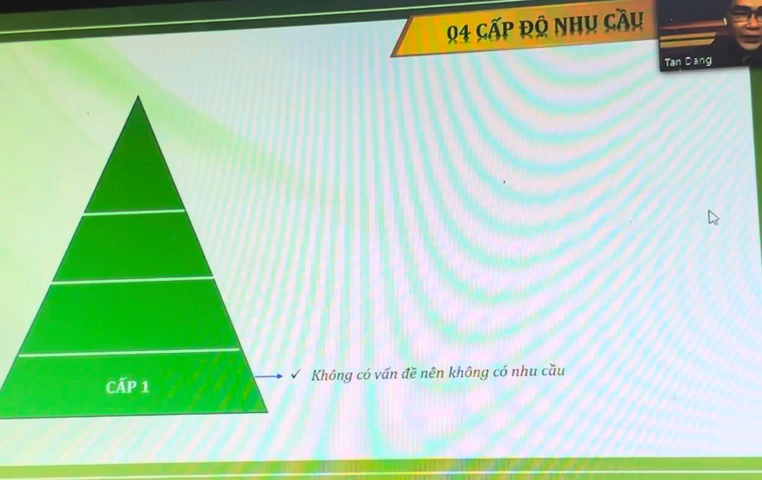 04 CẤP ĐỘ NHU CẦU
Tan Dang
CẤP 1
✓ Không có vấn đề nên không có nhu cầu